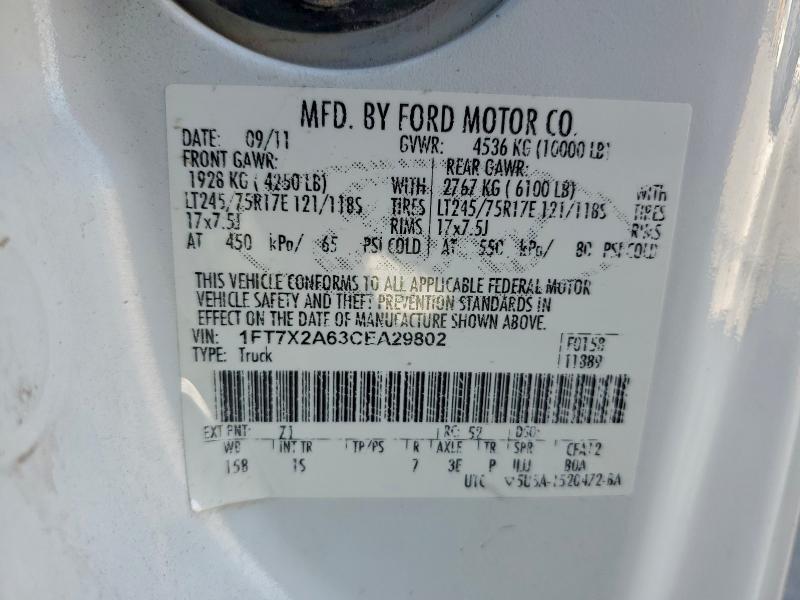 MFD. BY FORD MOTOR CO.
DATE: 09/11 GVWR: 4536 KG (10000 LB)
FRONT GAWR: REAR GAWR:
1928 KG (4250 LB) WITH 2767 KG (6100 LB) WITH
LT245/75R17E 121/118S TIRES LT245/75R17E 121/118S TIRES
17x7.5J RIMS 17x7.5J RIMS
AT 450 kPa/ 65 PSI COLD AT 550 kPa/ 80 PSI COLD
THIS VEHICLE CONFORMS TO ALL APPLICABLE FEDERAL MOTOR
VEHICLE SAFETY AND THEFT PREVENTION STANDARDS IN
EFFECT ON THE DATE OF MANUFACTURE SHOWN ABOVE.
VIN: 1FT7X2A63CEA29802 F0158
TYPE: Truck 11389
EXT PNT: Z1 RC: 52 DSO:
WB INT TR TP/PS R AXLE TR SPR
158 1S 7 3E P
UTC